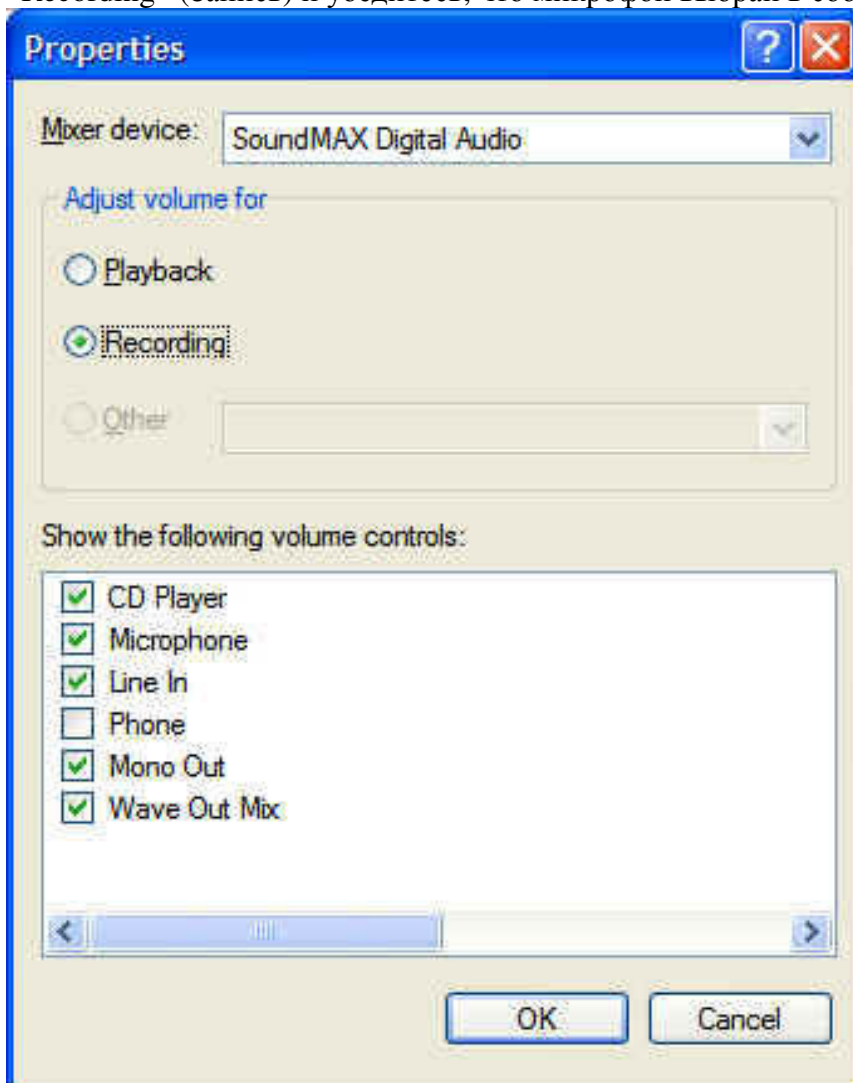 Properties
Mixer device: SoundMAX Digital Audio
Adjust volume for
Playback
Recording
Other
Show the following volume controls:
CD Player
Microphone
Line In
Phone
Mono Out
Wave Out Mix
OK Cancel